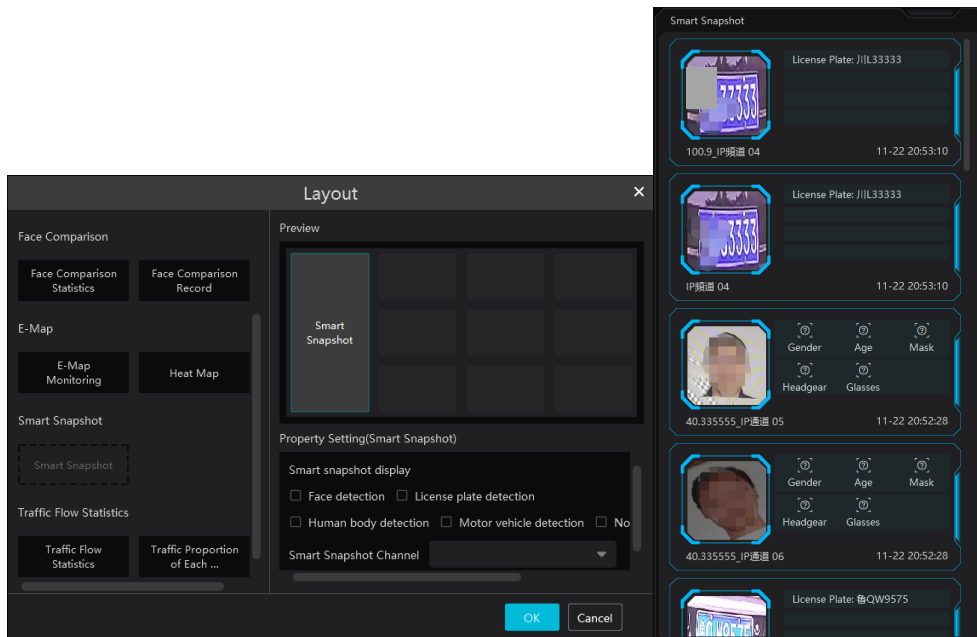 Layout
Face Comparison
Face Comparison
Statistics
Face Comparison
Record
E-Map
E-Map
Monitoring
Heat Map
Smart Snapshot
Smart Snapshot
Traffic Flow Statistics
Traffic Flow
Statistics
Traffic Proportion
of Each ...
Preview
Smart
Snapshot
Property Setting(Smart Snapshot)
Smart snapshot display
Face detection
License plate detection
Human body detection
Motor vehicle detection
No
Smart Snapshot Channel
OK
Cancel
Smart Snapshot
License Plate: 川L33333
33333
100.9_IP頻道 04
11-22 20:53:10
License Plate: 川L33333
33333
IP頻道 04
11-22 20:53:10
Gender
Age
Mask
Headgear
Glasses
40.335555_IP通道 05
11-22 20:52:28
Gender
Age
Mask
Headgear
Glasses
40.335555_IP通道 06
11-22 20:52:28
License Plate: 鲁QW9575